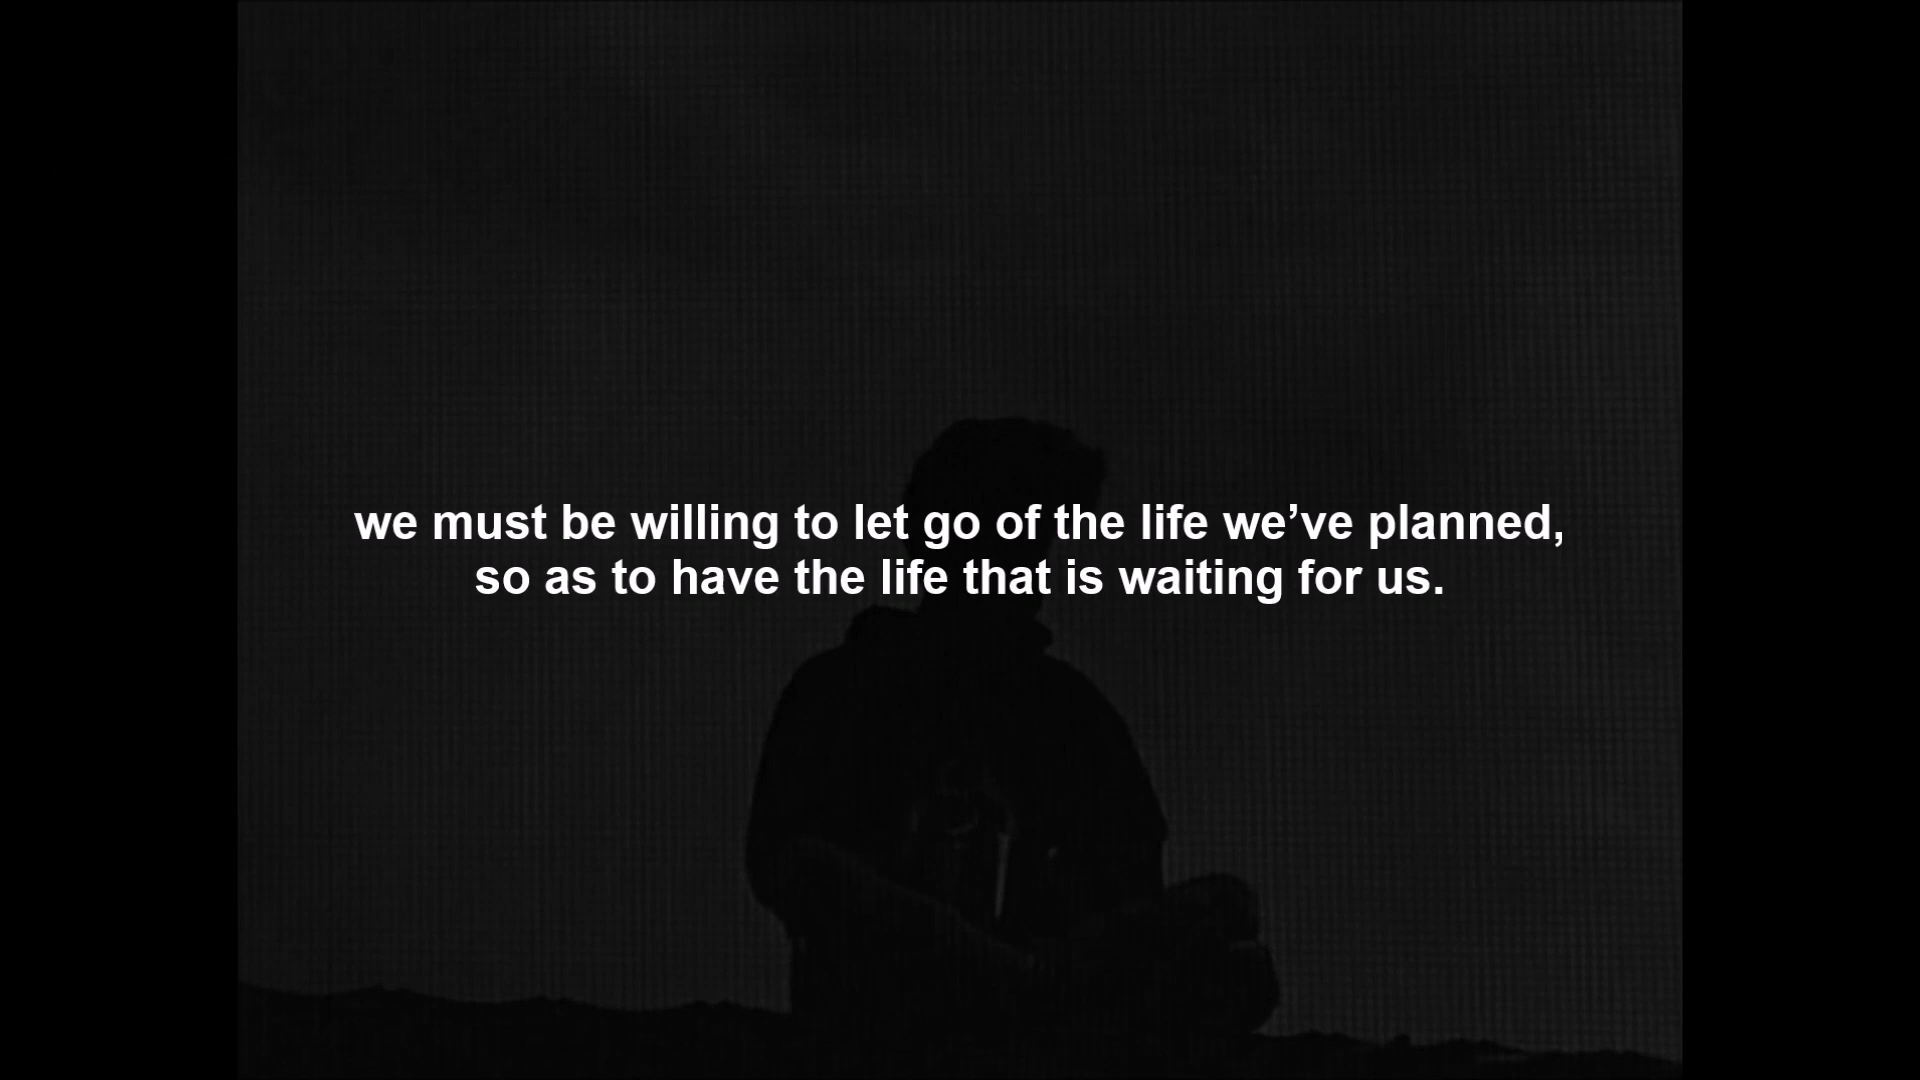 we must be willing to let go of the life we’ve planned,
so as to have the life that is waiting for us.